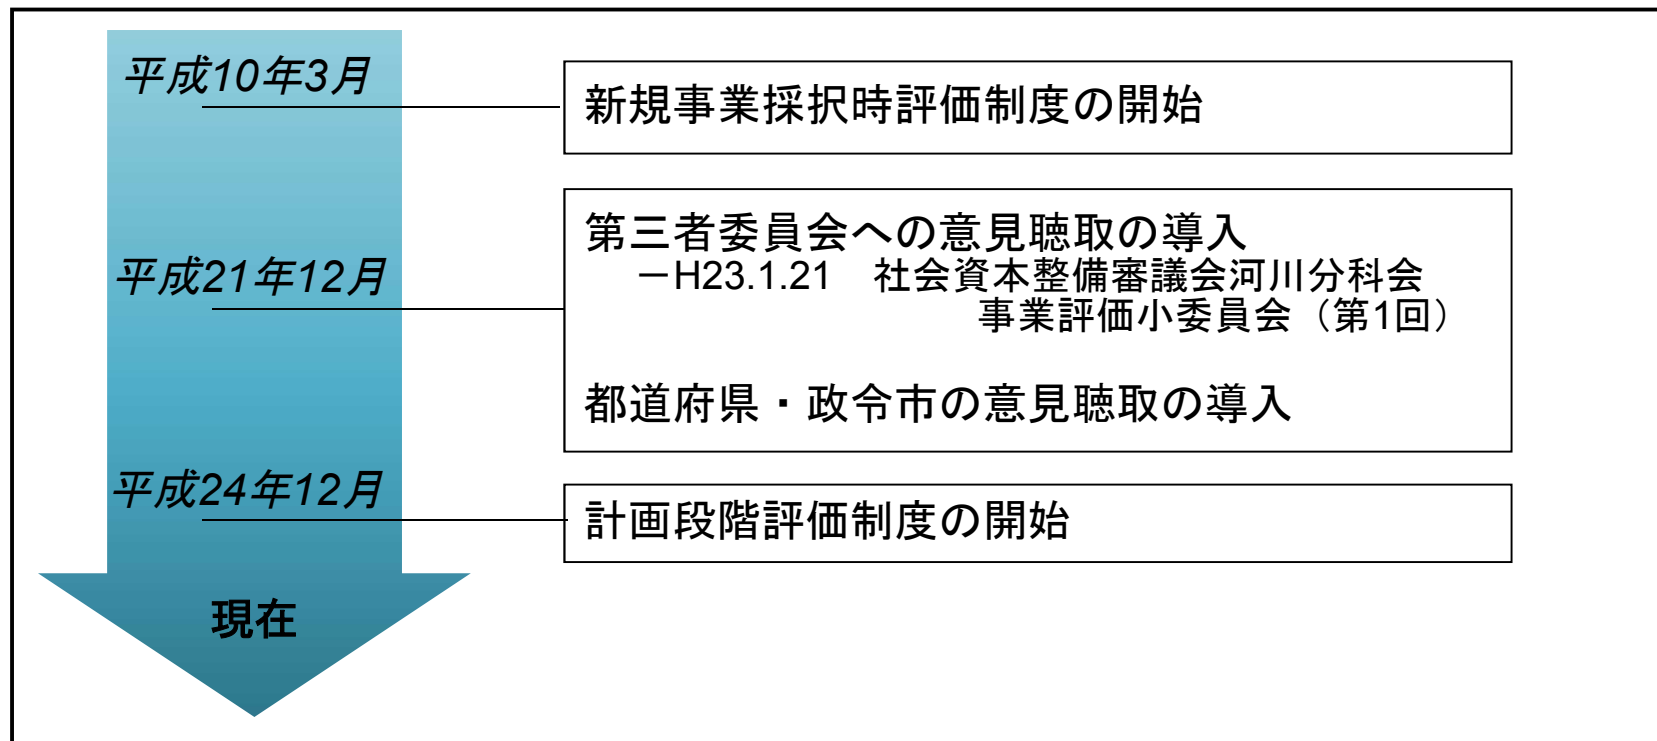 平成10年3月
新規事業採択時評価制度の開始
平成21年12月
第三者委員会への意見聴取の導入
－H23.1.21　社会資本整備審議会河川分科会
事業評価小委員会（第1回）
都道府県・政令市の意見聴取の導入
平成24年12月
計画段階評価制度の開始
現在